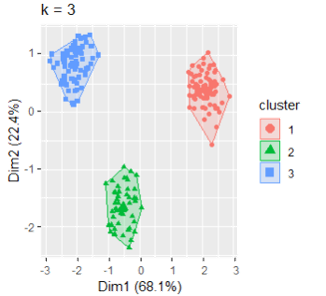 k = 3
Dim2 (22.4%)
1
0
-1
-2
-3 -2 -1 0 1 2 3
Dim1 (68.1%)
cluster
1
2
3